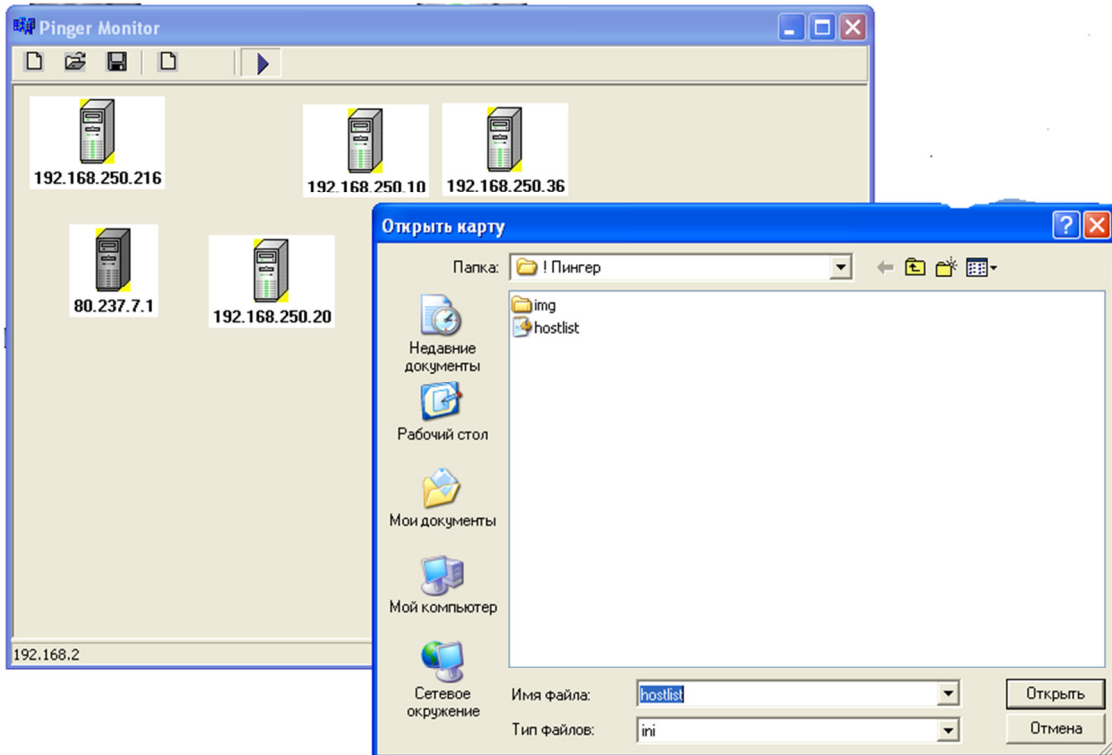 Pinger Monitor
192.168.250.216
192.168.250.10
192.168.250.36
80.237.7.1
192.168.250.20
192.168.2
Открыть карту
Папка:
! Пингер
Недавние
документы
Рабочий стол
Мои документы
Мой компьютер
Сетевое
окружение
img
hostlist
Имя файла:
hostlist
Открыть
Тип файлов:
ini
Отмена